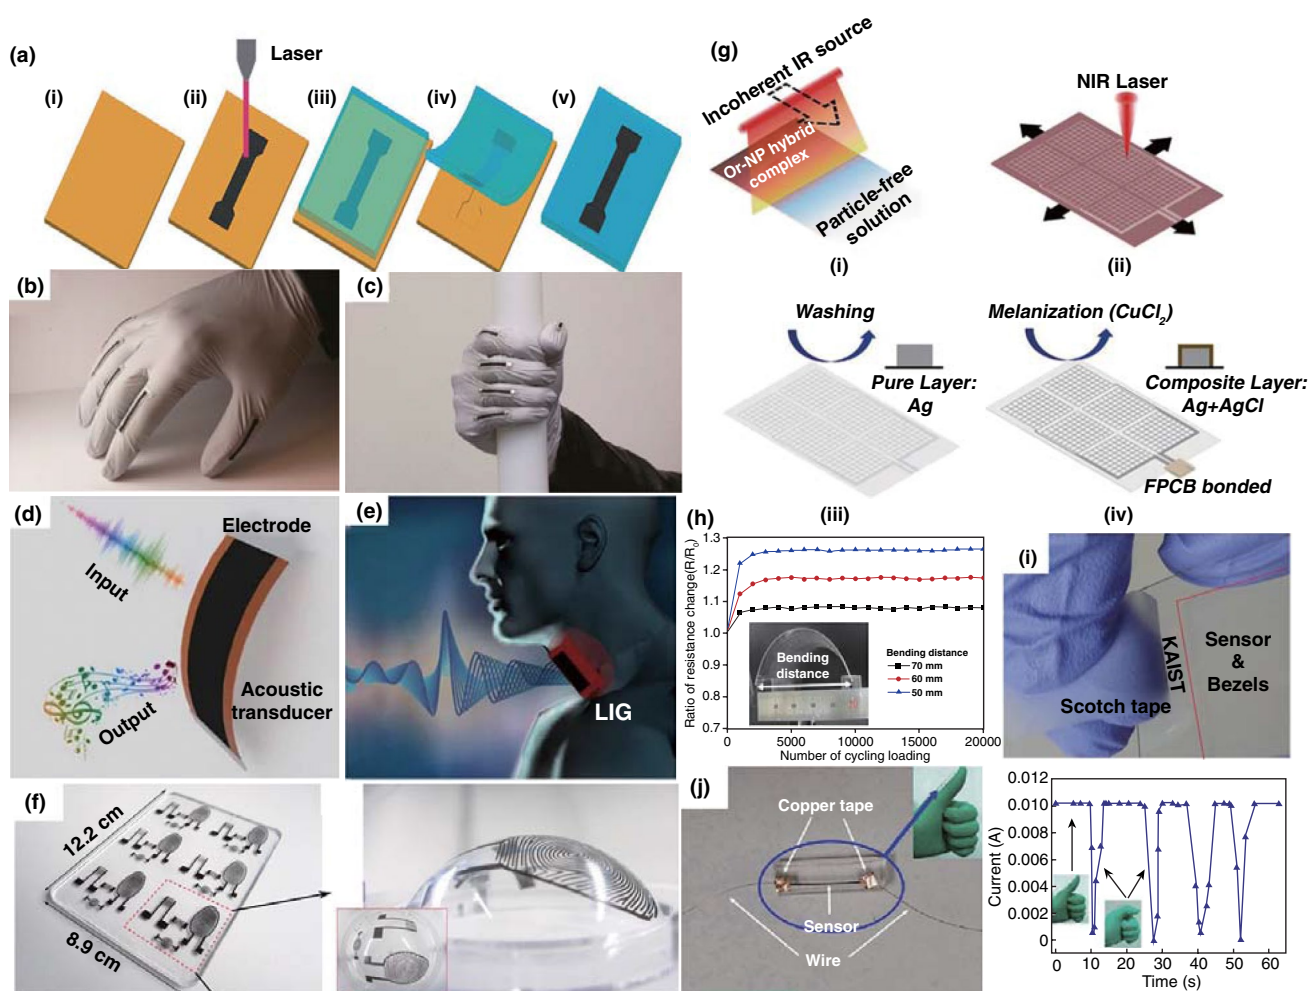 (a)
Laser
(i)
(ii)
(iii)
(iv)
(v)
(b)
(c)
(d)
Electrode
Input
Output
Acoustic
transducer
(e)
LIG
(f)
12.2 cm
8.9 cm
(g)
Incoherent IR source
Or-NP hybrid
complex
Particle-free
solution
(i)
NIR Laser
(ii)
Washing
Pure Layer:
Ag
(iii)
Melanization (CuCl2)
Composite Layer:
Ag+AgCl
FPCB bonded
(iv)
(h)
Ratio of resistance change(R/R0)
1.3
1.2
1.1
1.0
0.9
0.8
0.7
Bending
distance
Bending distance
70 mm
60 mm
50 mm
0
5000
10000
15000
20000
Number of cycling loading
(i)
KAIST
Scotch tape
Sensor
&
Bezels
(j)
Copper tape
Sensor
Wire
Current (A)
0.012
0.010
0.008
0.006
0.004
0.002
0
0
10
20
30
40
50
60
Time (s)